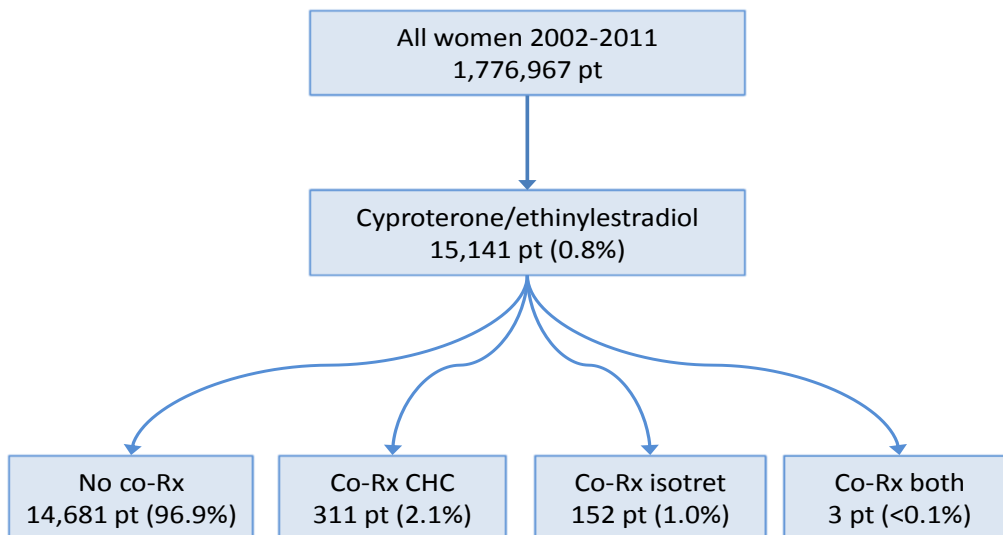 All women 2002-2011
1,776,967 pt
Cyproterone/ethinylestradiol
15,141 pt (0.8%)
No co-Rx
14,681 pt (96.9%)
Co-Rx CHC
311 pt (2.1%)
Co-Rx isotret
152 pt (1.0%)
Co-Rx both
3 pt (<0.1%)